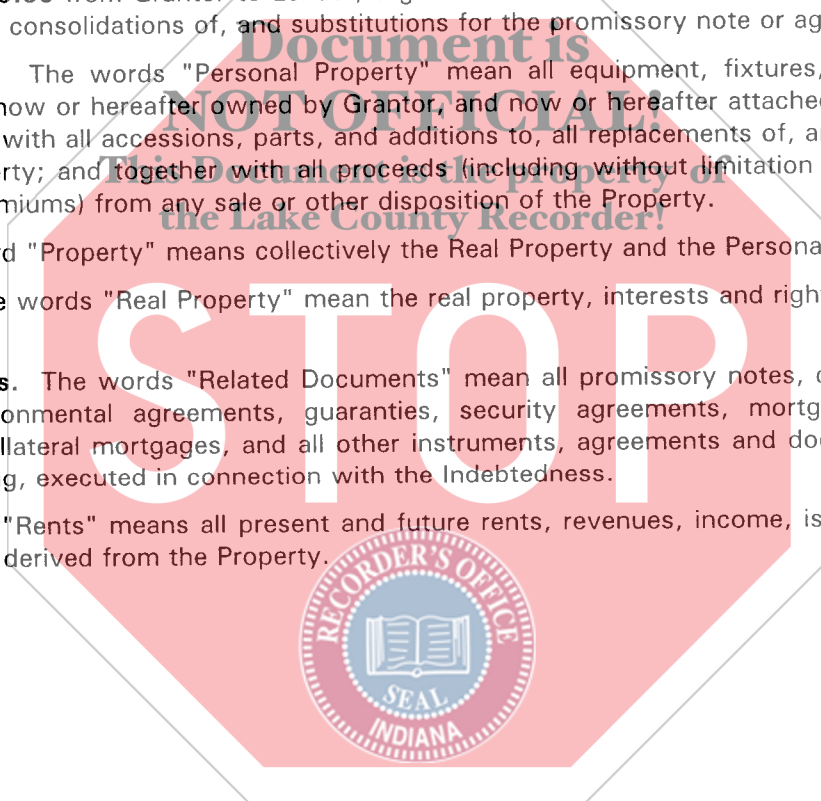 from Grantor to
consolidations of, and substitutions for the promissory note or ag
Document is
The words "Personal Property" mean all equipment, fixtures,
now or hereafter owned by Grantor, and now or hereafter attache
NOT OFFICIAL!
with all accessions, parts, and additions to, all replacements of, a
rty; and together with all proceeds (including without limitation
This Document is the property of
miums) from any sale or other disposition of the Property.
the Lake County Recorder!
d "Property" means collectively the Real Property and the Persona
e words "Real Property" mean the real property, interests and righ
STOP
s. The words "Related Documents" mean all promissory notes, c
onmental agreements, guaranties, security agreements, mortg
llateral mortgages, and all other instruments, agreements and do
g, executed in connection with the Indebtedness.
"Rents" means all present and future rents, revenues, income, is
derived from the Property.
RECORDER'S OFFICE
SEAL
INDIANA